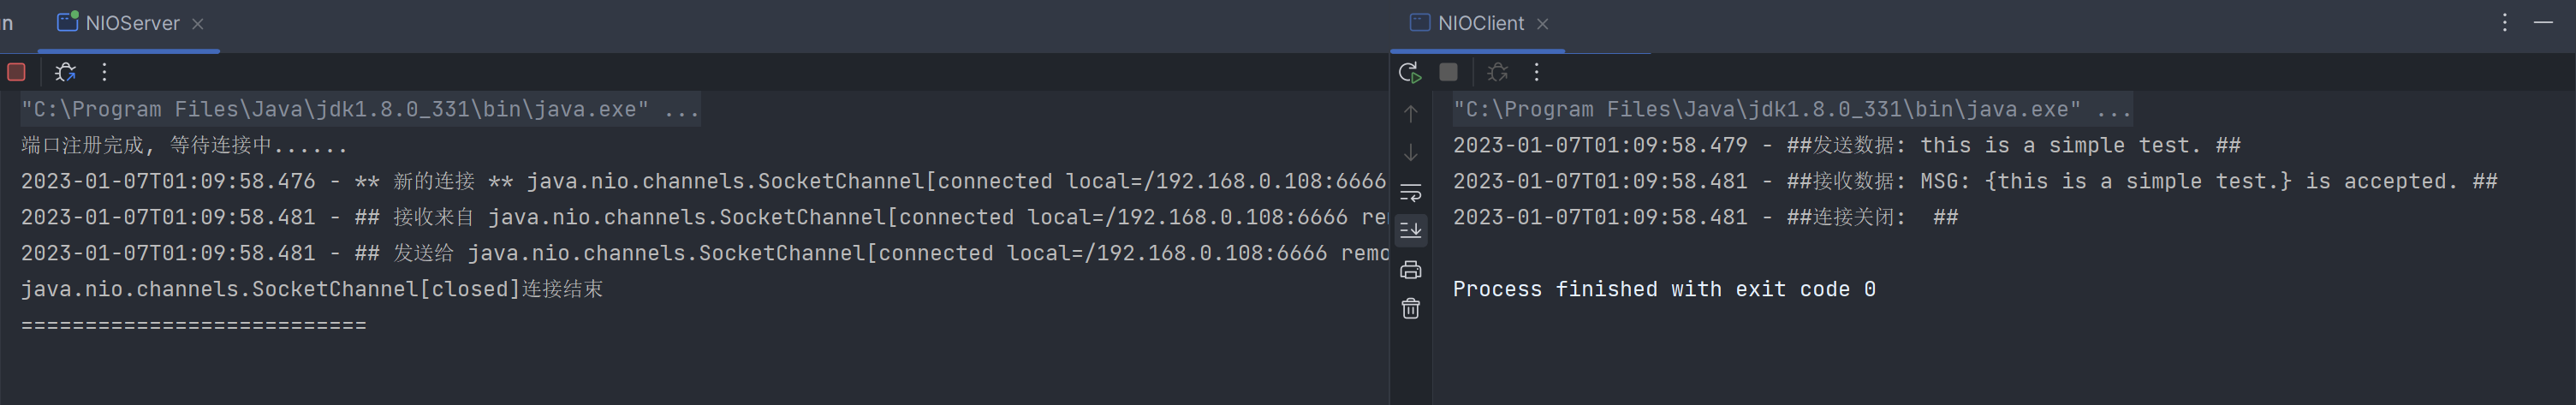 NIOServer
"C:\Program Files\Java\jdk1.8.0_331\bin\java.exe" ...
端口注册完成, 等待连接中......
2023-01-07T01:09:58.476 - ** 新的连接 ** java.nio.channels.SocketChannel[connected local=/192.168.0.108:6666
2023-01-07T01:09:58.481 - ## 接收来自 java.nio.channels.SocketChannel[connected local=/192.168.0.108:6666 rem
2023-01-07T01:09:58.481 - ## 发送给 java.nio.channels.SocketChannel[connected local=/192.168.0.108:6666 remo
java.nio.channels.SocketChannel[closed]连接结束
===========================
NIOClient
"C:\Program Files\Java\jdk1.8.0_331\bin\java.exe" ...
2023-01-07T01:09:58.479 - ##发送数据: this is a simple test. ##
2023-01-07T01:09:58.481 - ##接收数据: MSG: {this is a simple test.} is accepted. ##
2023-01-07T01:09:58.481 - ##连接关闭:  ##
Process finished with exit code 0